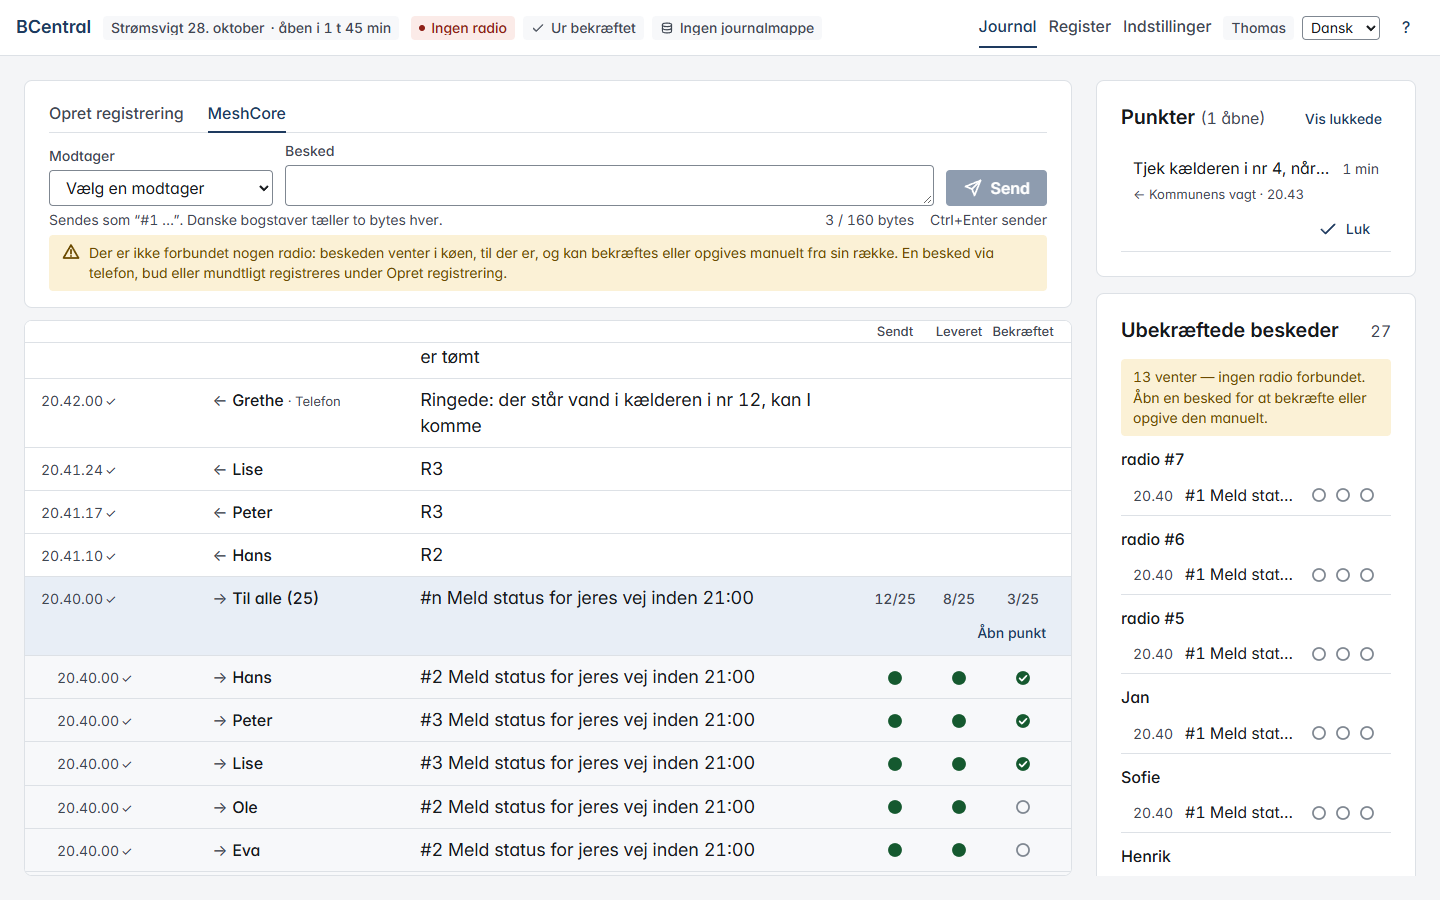 BCentral
Strømsvigt 28. oktober · åben i 1 t 45 min
Ingen radio
Ur bekræftet
Ingen journalmappe
Journal
Register
Indstillinger
Thomas
Dansk
?
Opret registrering
MeshCore
Modtager
Besked
Vælg en modtager
Send
Sendes som “#1 ...”. Danske bogstaver tæller to bytes hver.
3 / 160 bytes
Ctrl+Enter sender
Der er ikke forbundet nogen radio: beskeden venter i køen, til der er, og kan bekræftes eller opgives manuelt fra sin række. En besked via
telefon, bud eller mundtligt registreres under Opret registrering.
Sendt Leveret Bekræftet
er tømt
20.42.00 ✓ ← Grethe · Telefon Ringede: der står vand i kælderen i nr 12, kan I
komme
20.41.24 ✓ ← Lise R3
20.41.17 ✓ ← Peter R3
20.41.10 ✓ ← Hans R2
20.40.00 ✓ → Til alle (25) #n Meld status for jeres vej inden 21:00 12/25 8/25 3/25
Åbn punkt
20.40.00 ✓ → Hans #2 Meld status for jeres vej inden 21:00
20.40.00 ✓ → Peter #3 Meld status for jeres vej inden 21:00
20.40.00 ✓ → Lise #3 Meld status for jeres vej inden 21:00
20.40.00 ✓ → Ole #2 Meld status for jeres vej inden 21:00
20.40.00 ✓ → Eva #2 Meld status for jeres vej inden 21:00
Punkter (1 åbne)
Vis lukkede
Tjek kælderen i nr 4, når... 1 min
← Kommunens vagt · 20.43
Luk
Ubekræftede beskeder 27
13 venter — ingen radio forbundet.
Åbn en besked for at bekræfte eller
opgive den manuelt.
radio #7
20.40 #1 Meld stat...
radio #6
20.40 #1 Meld stat...
radio #5
20.40 #1 Meld stat...
Jan
20.40 #1 Meld stat...
Sofie
20.40 #1 Meld stat...
Henrik